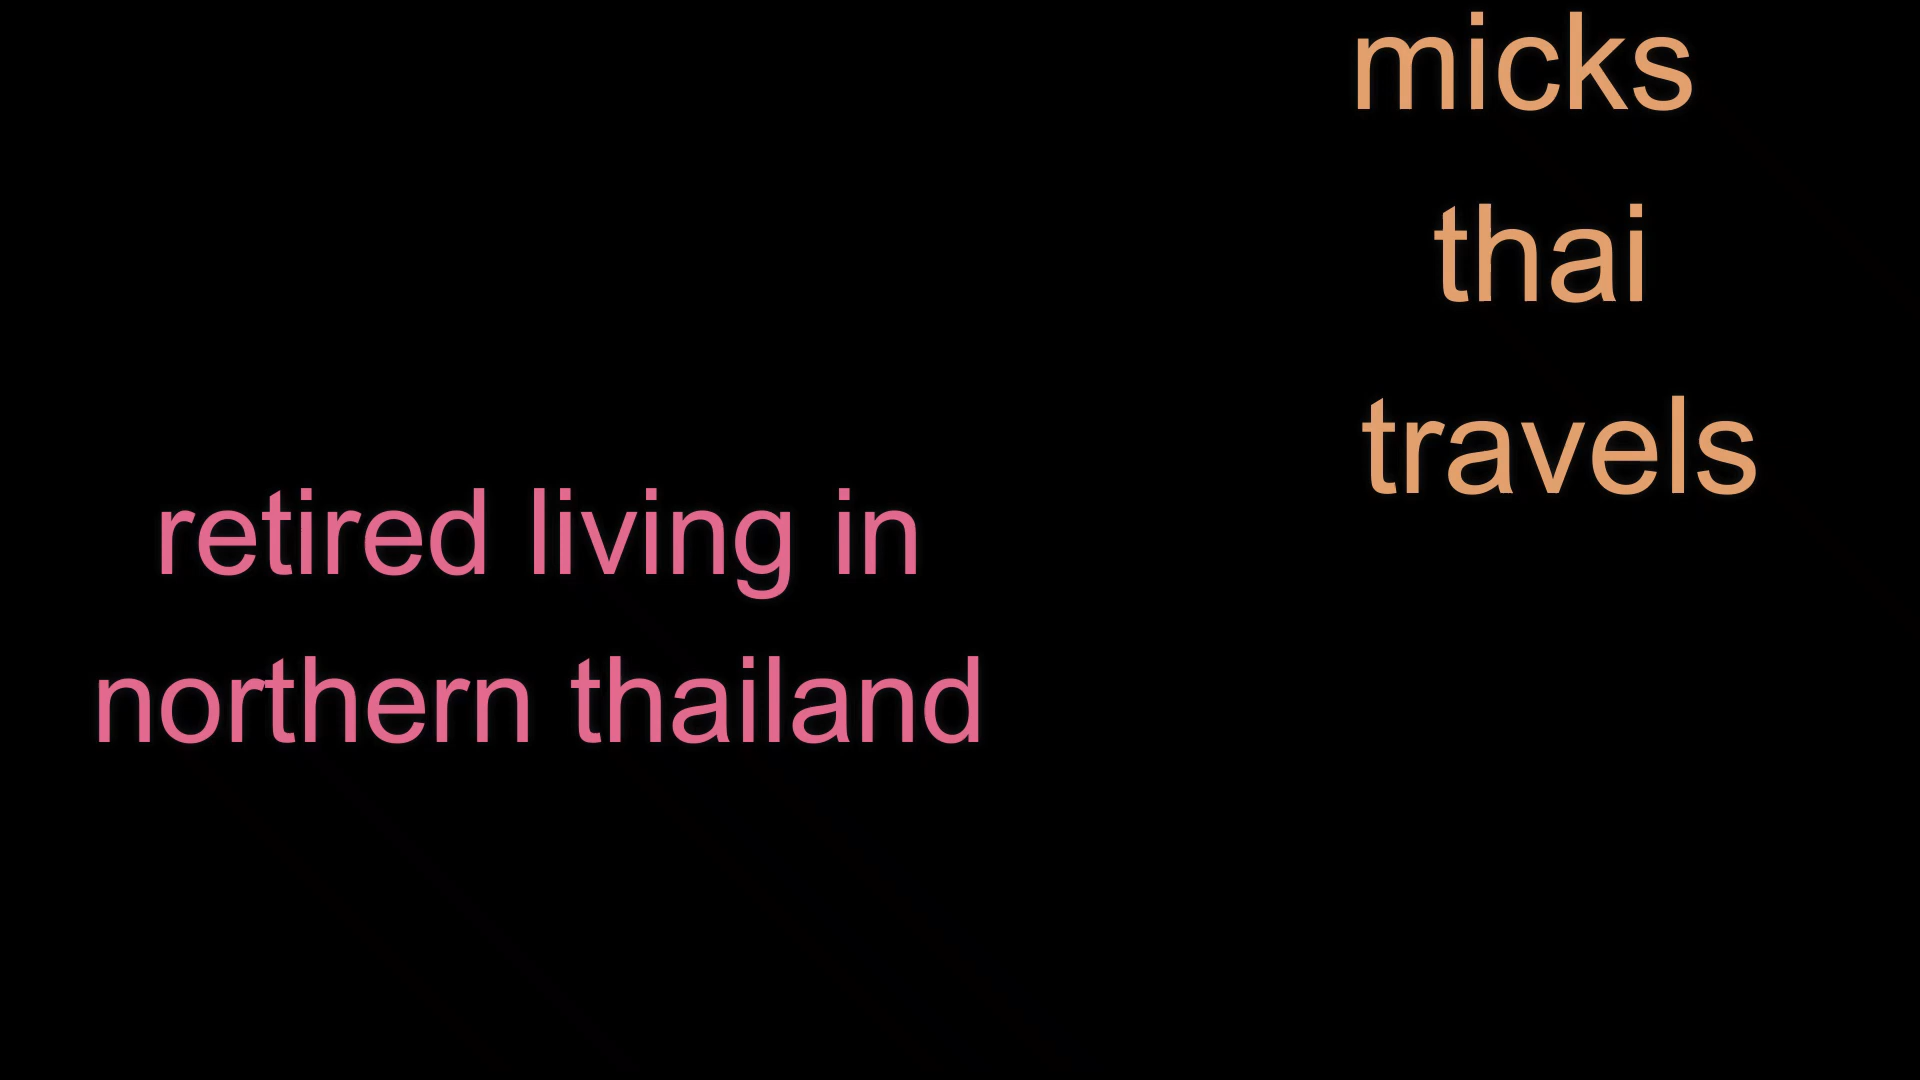 micks
thai
travels
retired living in
northern thailand